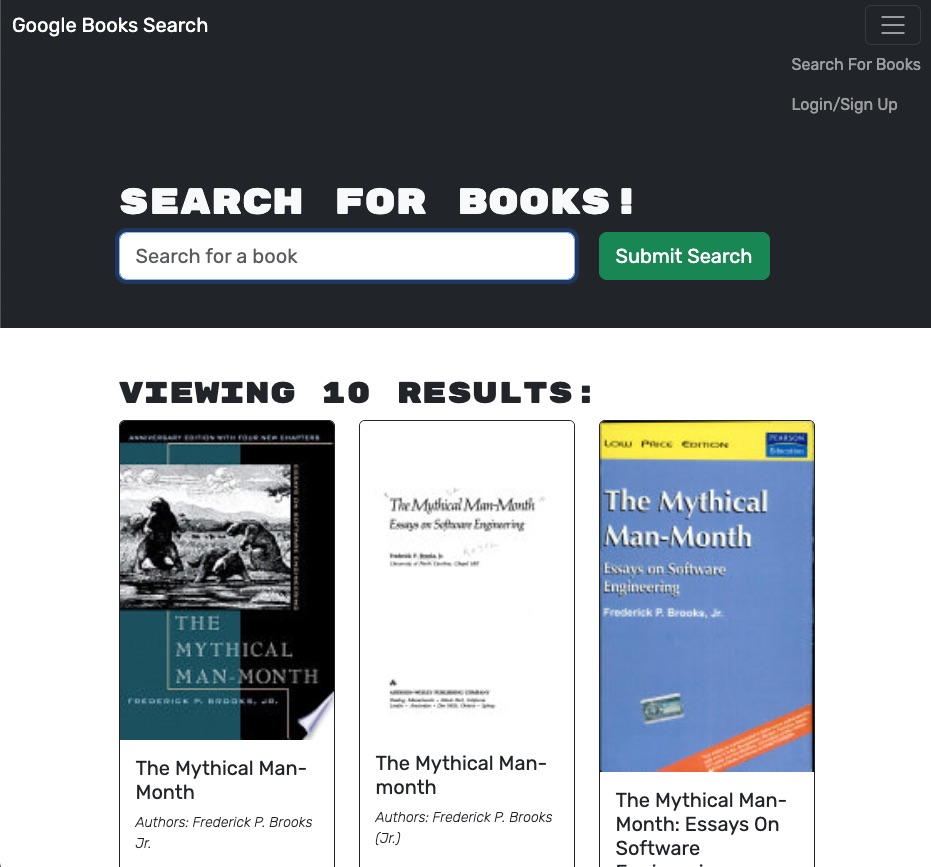 Google Books Search
Search For Books
Login/Sign Up
SEARCH FOR BOOKS!
Search for a book
Submit Search
VIEWING 10 RESULTS:
ANNIVERSARY EDITION WITH FOUR NEW CHAPTERS
ESSAYS ON SOFTWARE ENGINEERING
THE
MYTHICAL
MAN-MONTH
FREDERICK P. BROOKS, JR.
The Mythical Man-
Month
Authors: Frederick P. Brooks
Jr.
The Mythical Man-Month
Essays on Software Engineering
Frederick P. Brooks, Jr.
University of North Carolina, Chapel Hill
ADDISON-WESLEY PUBLISHING COMPANY
The Mythical Man-
month
Authors: Frederick P. Brooks
(Jr.)
LOW PRICE EDITION
PEARSON
Education
The Mythical
Man-Month
Essays on Software
Engineering
Frederick P. Brooks, Jr.
The Mythical Man-
Month: Essays On
Software